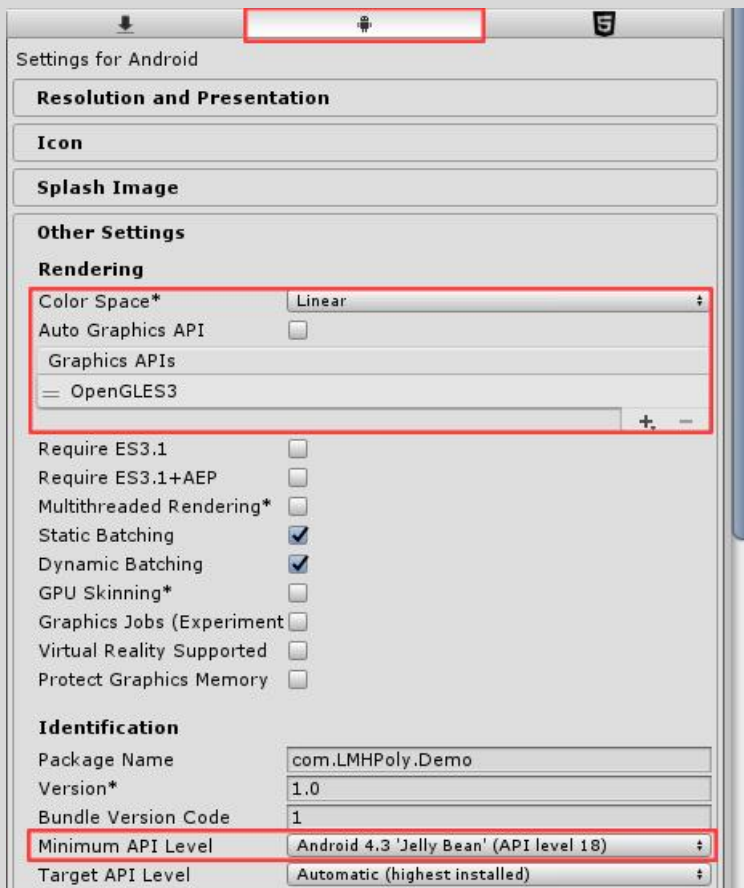 Settings for Android
Resolution and Presentation
Icon
Splash Image
Other Settings
Rendering
Color Space* Linear
Auto Graphics API
Graphics APIs
= OpenGLES3
+ −
Require ES3.1
Require ES3.1+AEP
Multithreaded Rendering*
Static Batching
Dynamic Batching
GPU Skinning*
Graphics Jobs (Experiment
Virtual Reality Supported
Protect Graphics Memory
Identification
Package Name com.LMHPoly.Demo
Version* 1.0
Bundle Version Code 1
Minimum API Level Android 4.3 'Jelly Bean' (API level 18)
Target API Level Automatic (highest installed)